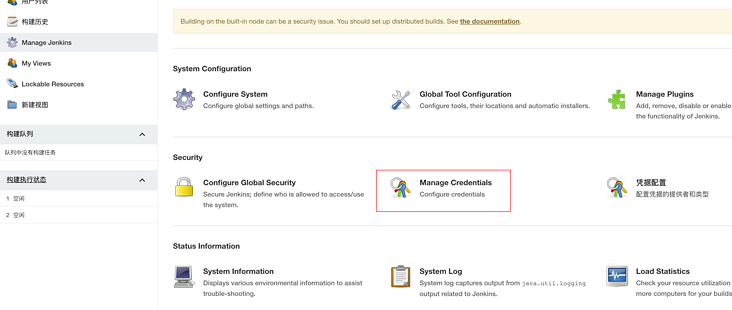 用户列表
构建历史
Manage Jenkins
My Views
Lockable Resources
新建视图
构建队列
队列中没有构建任务
构建执行状态
1 空闲
2 空闲
Building on the built-in node can be a security issue. You should set up distributed builds. See the documentation.
System Configuration
Configure System
Configure global settings and paths.
Global Tool Configuration
Configure tools, their locations and automatic installers.
Manage Plugins
Add, remove, disable or enable
the functionality of Jenkins.
Security
Configure Global Security
Secure Jenkins; define who is allowed to access/use
the system.
Manage Credentials
Configure credentials
凭据配置
配置凭据的提供者和类型
Status Information
System Information
Displays various environmental information to assist
trouble-shooting.
System Log
System log captures output from java.util.logging
output related to Jenkins.
Load Statistics
Check your resource utilization
more computers for your builds